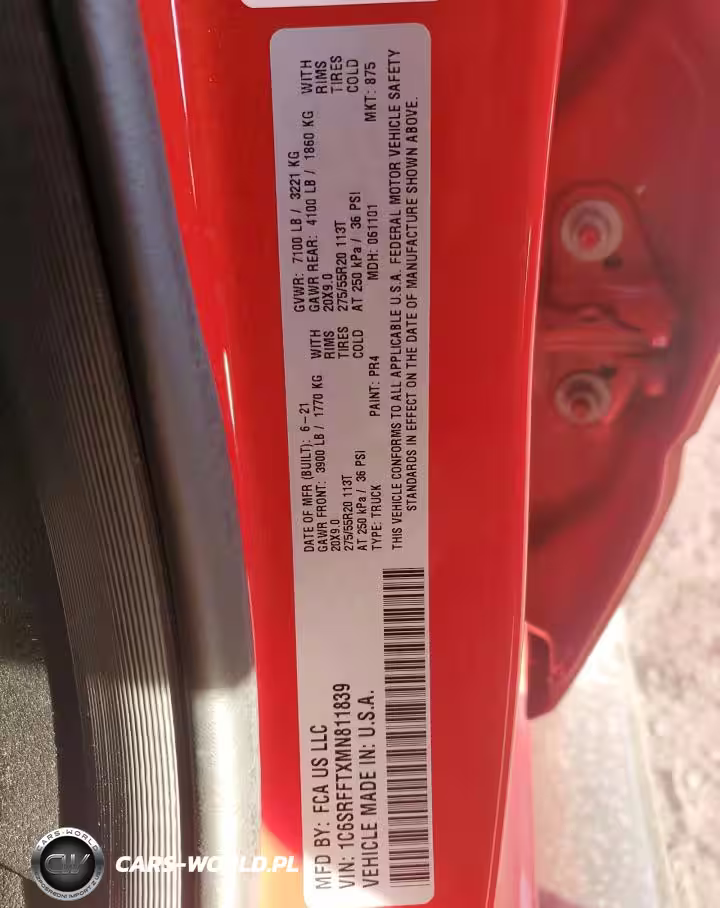 MFD BY: FCA US LLC
VIN: 1C6SRFFTXMN811839
VEHICLE MADE IN: U.S.A.
DATE OF MFR (BUILT): 6-21
GVWR: 7100 LB / 3221 KG
GAWR FRONT: 3900 LB / 1770 KG WITH
GAWR REAR: 4100 LB / 1860 KG WITH
20X9.0 RIMS
20X9.0 RIMS
275/55R20 113T TIRES
275/55R20 113T TIRES
AT 250 kPa / 36 PSI COLD
AT 250 kPa / 36 PSI COLD
TYPE: TRUCK PAINT: PR4 MDH: 061101 MKT: 875
THIS VEHICLE CONFORMS TO ALL APPLICABLE U.S.A. FEDERAL MOTOR VEHICLE SAFETY
STANDARDS IN EFFECT ON THE DATE OF MANUFACTURE SHOWN ABOVE.
CARS-WORLD
CW
CARS-WORLD.PL